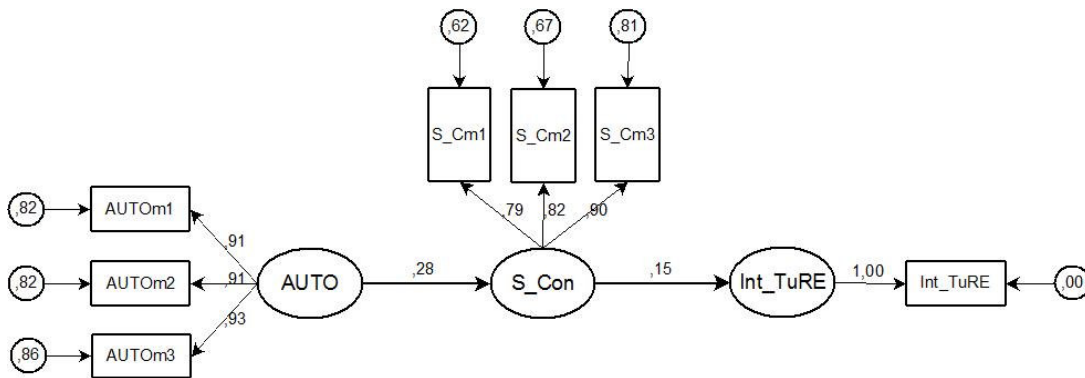 ,62 ,67 ,81
S_Cm1 S_Cm2 S_Cm3
,79 ,82 ,90
,82 AUTOm1
,91
,82 AUTOm2 ,91 AUTO ,28 S_Con ,15 Int_TuRE 1,00 Int_TuRE ,00
,93
,86 AUTOm3